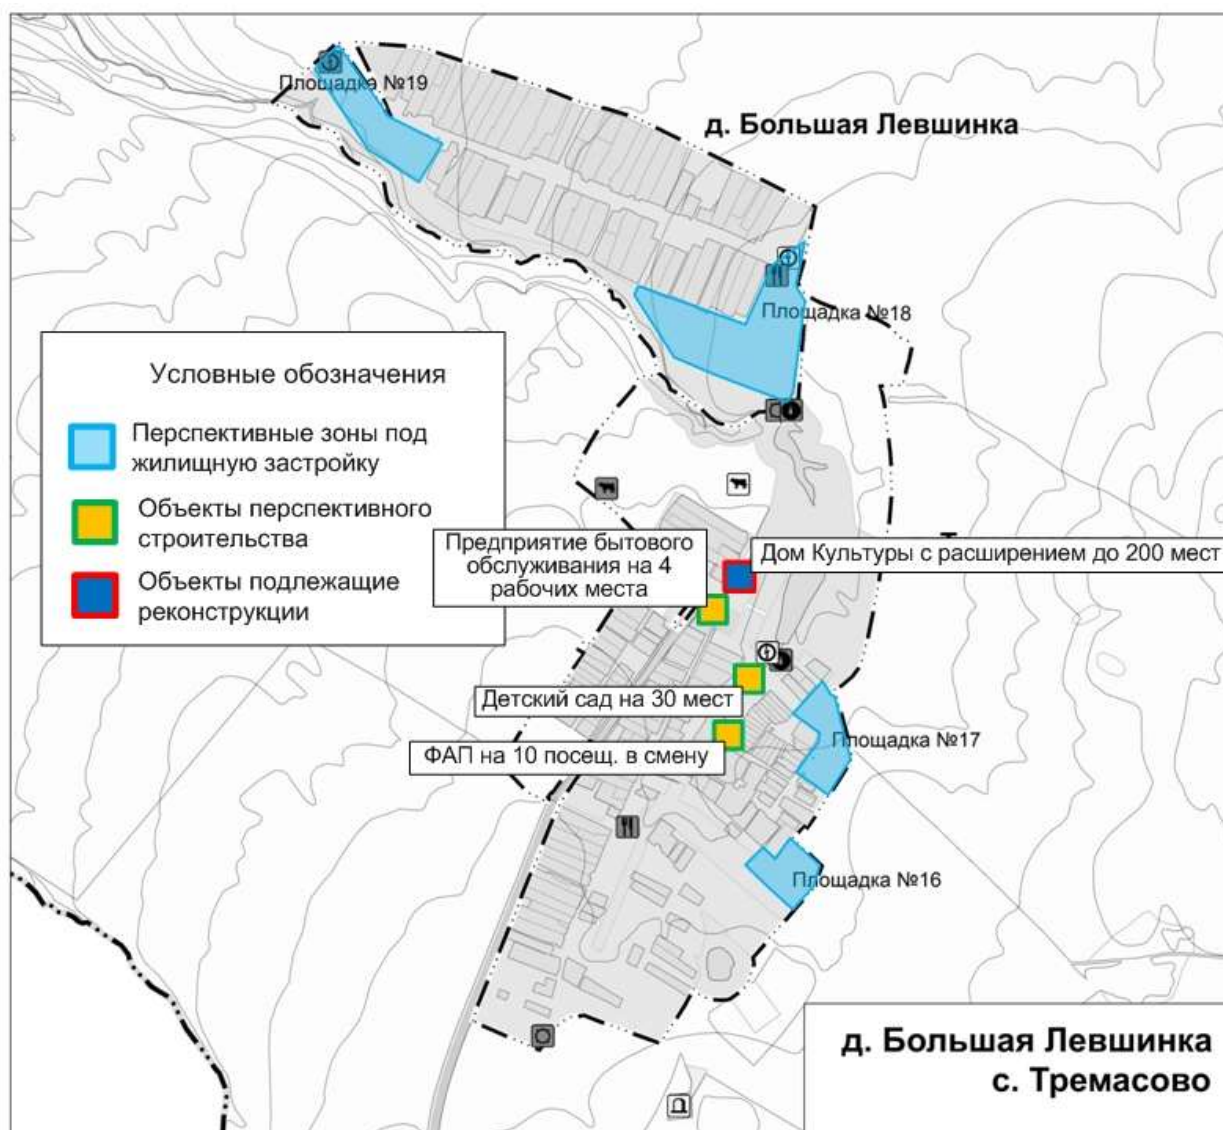 Площадка №19
д. Большая Левшинка
Площадка №18
Условные обозначения
Перспективные зоны под
жилищную застройку
Объекты перспективного
строительства
Объекты подлежащие
реконструкции
Предприятие бытового
обслуживания на 4
рабочих места
Дом Культуры с расширением до 200 мест
Детский сад на 30 мест
Площадка №17
ФАП на 10 посещ. в смену
Площадка №16
д. Большая Левшинка
с. Тремасово